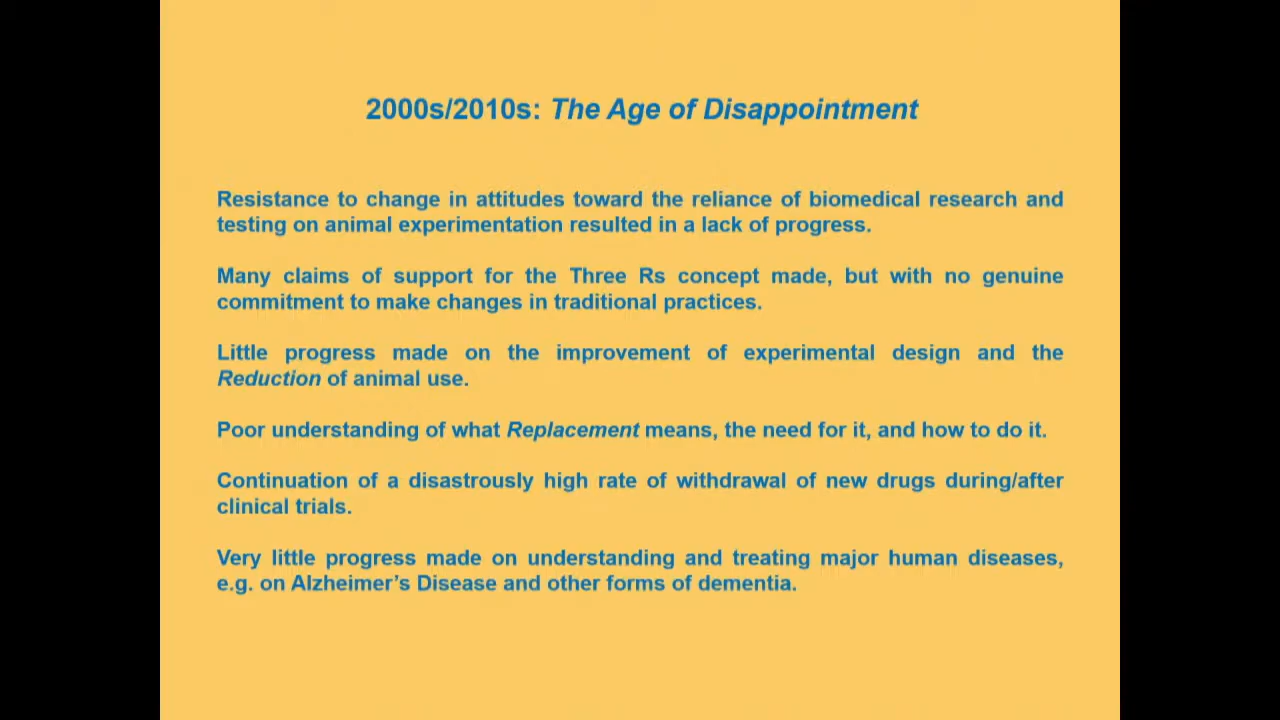 2000s/2010s: The Age of Disappointment
Resistance to change in attitudes toward the reliance of biomedical research and
testing on animal experimentation resulted in a lack of progress.
Many claims of support for the Three Rs concept made, but with no genuine
commitment to make changes in traditional practices.
Little progress made on the improvement of experimental design and the
Reduction of animal use.
Poor understanding of what Replacement means, the need for it, and how to do it.
Continuation of a disastrously high rate of withdrawal of new drugs during/after
clinical trials.
Very little progress made on understanding and treating major human diseases,
e.g. on Alzheimer’s Disease and other forms of dementia.